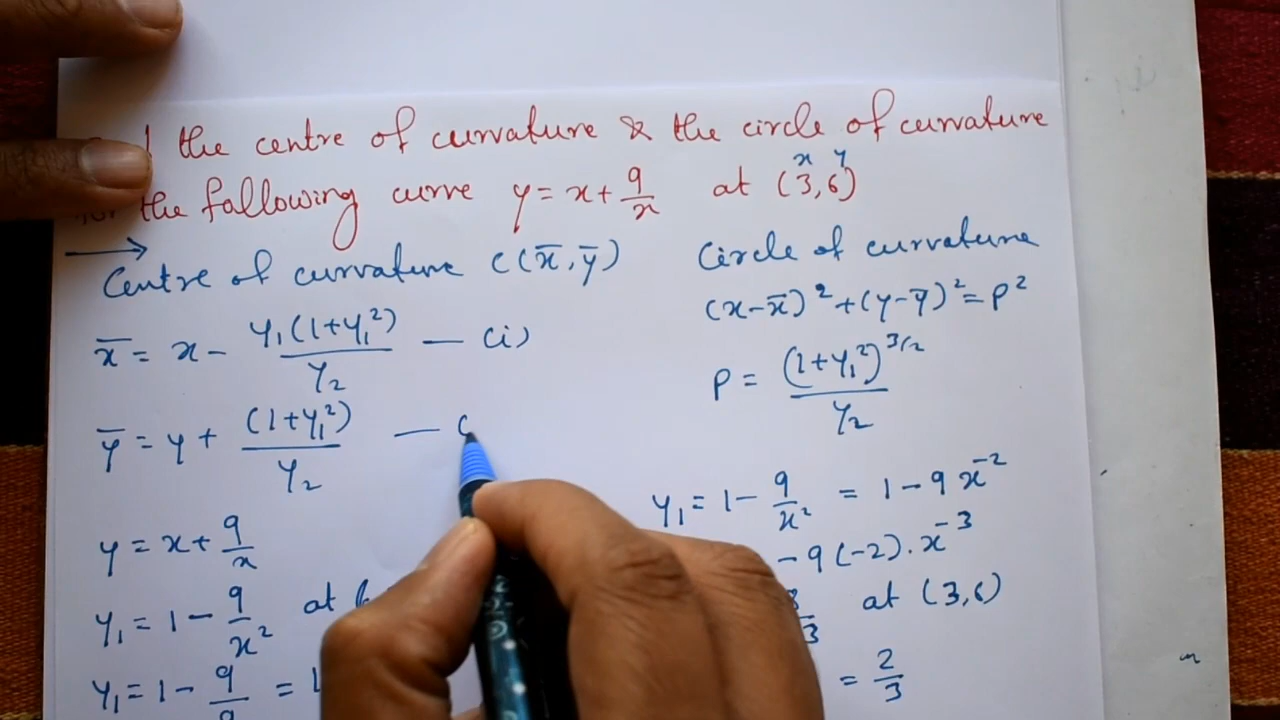 the centre of curvature & the circle of curvature
x y
the following curve y = x + 9/x at (3,6)
Centre of curvature C(x̄, ȳ)
x̄ = x - y₁(1+y₁²)/y₂ — (i)
ȳ = y + (1+y₁²)/y₂ — (
y = x + 9/x
y₁ = 1 - 9/x² at
y₁ = 1 - 9/9 = 1
Circle of curvature
(x-x̄)² + (y-ȳ)² = ρ²
ρ = (1+y₁²)^3/2 / y₂
y₁ = 1 - 9/x² = 1 - 9x⁻²
-9(-2).x⁻³
at (3,6)
= 2/3